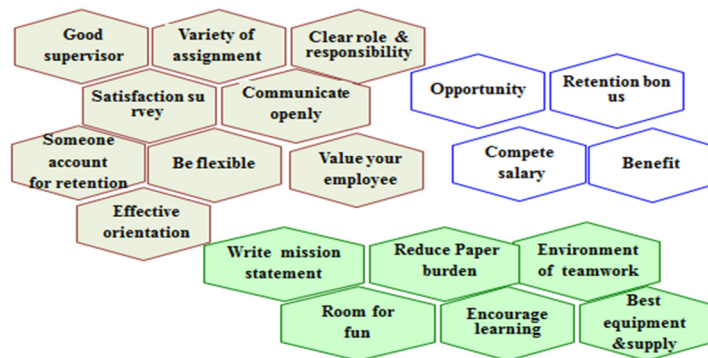 Good
supervisor
Variety of
assignment
Clear role &
responsibility
Satisfaction su
rvey
Communicate
openly
Opportunity
Retention bon
us
Someone
account
for retention
Be flexible
Value your
employee
Compete
salary
Benefit
Effective
orientation
Write mission
statement
Reduce Paper
burden
Environment
of teamwork
Room for
fun
Encourage
learning
Best
equipment
&supply